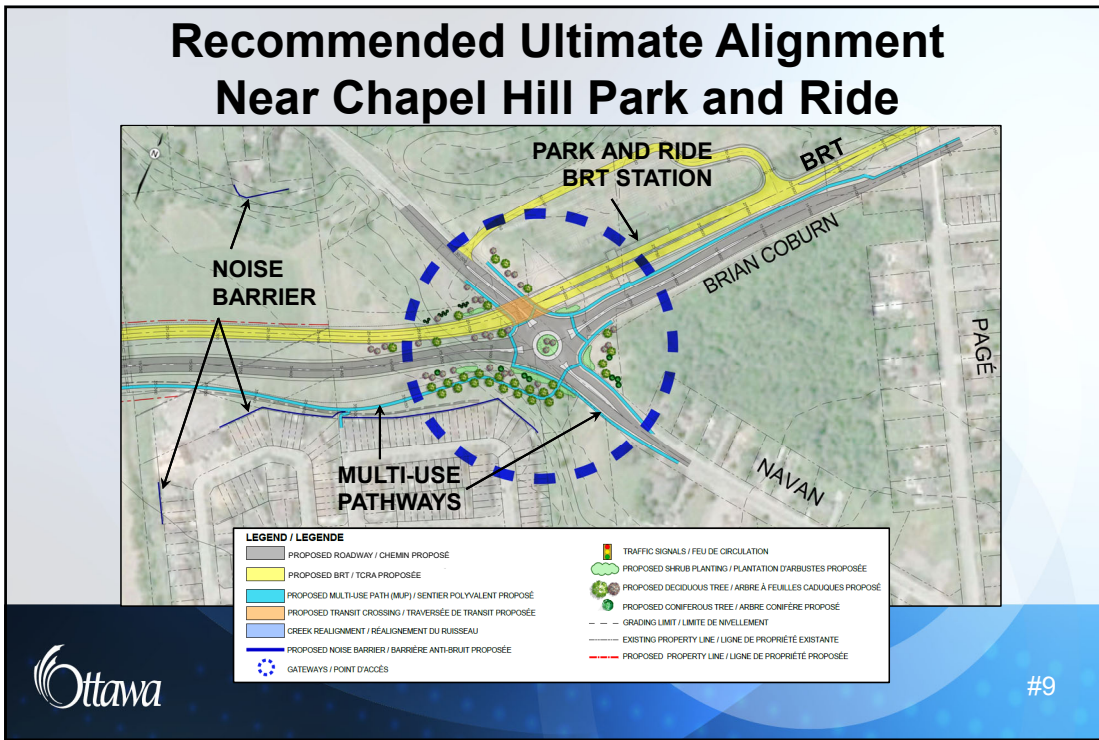 Recommended Ultimate Alignment
Near Chapel Hill Park and Ride
N
PARK AND RIDE
BRT STATION
BRT
NOISE
BARRIER
BRIAN COBURN
PAGÉ
MULTI-USE
PATHWAYS
NAVAN
LEGEND / LEGENDE
PROPOSED ROADWAY / CHEMIN PROPOSÉ
PROPOSED BRT / TCRA PROPOSÉE
PROPOSED MULTI-USE PATH (MUP) / SENTIER POLYVALENT PROPOSÉ
PROPOSED TRANSIT CROSSING / TRAVERSÉE DE TRANSIT PROPOSÉE
CREEK REALIGNMENT / RÉALIGNEMENT DU RUISSEAU
PROPOSED NOISE BARRIER / BARRIÈRE ANTI-BRUIT PROPOSÉE
GATEWAYS / POINT D'ACCÈS
TRAFFIC SIGNALS / FEU DE CIRCULATION
PROPOSED SHRUB PLANTING / PLANTATION D'ARBUSTES PROPOSÉE
PROPOSED DECIDUOUS TREE / ARBRE À FEUILLES CADUQUES PROPOSÉ
PROPOSED CONIFEROUS TREE / ARBRE CONIFÈRE PROPOSÉ
GRADING LIMIT / LIMITE DE NIVELLEMENT
EXISTING PROPERTY LINE / LIGNE DE PROPRIÉTÉ EXISTANTE
PROPOSED PROPERTY LINE / LIGNE DE PROPRIÉTÉ PROPOSÉE
Ottawa
#9